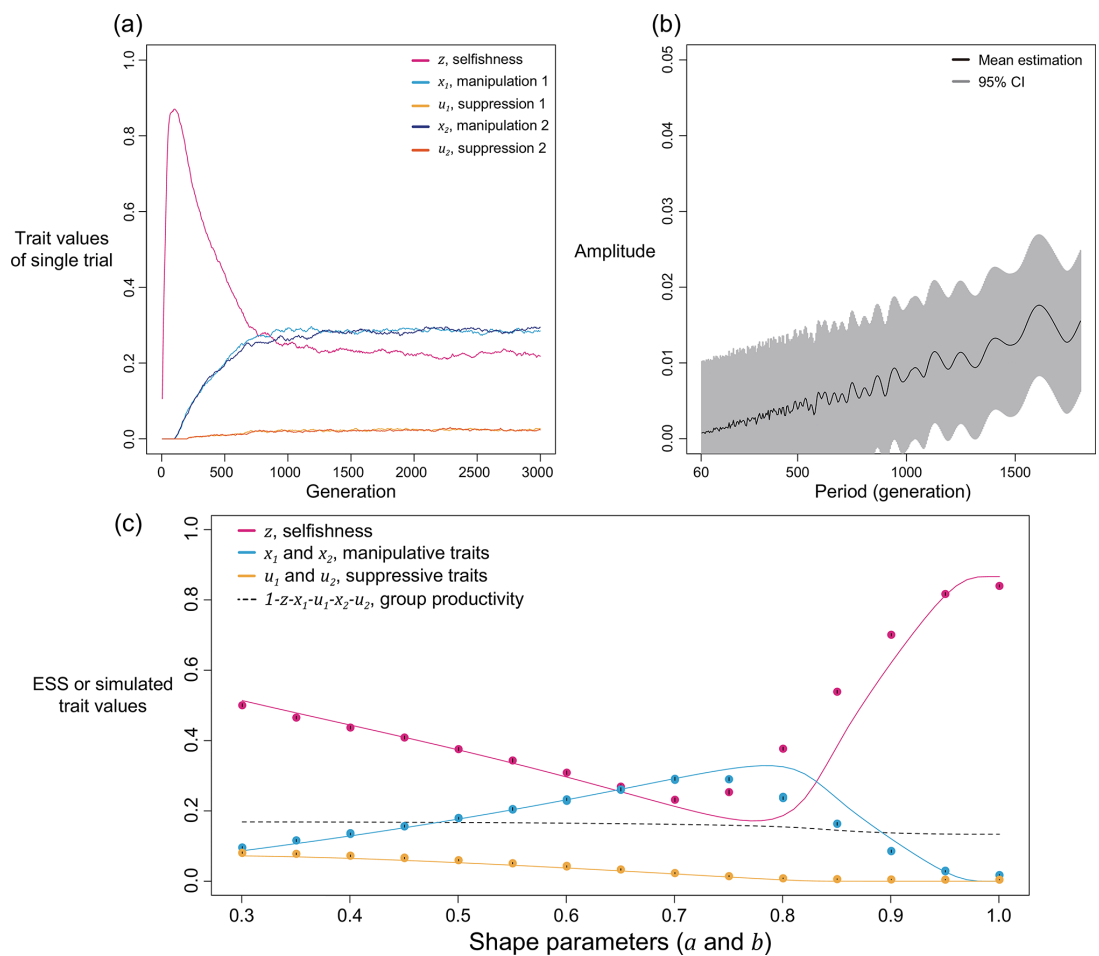 (a)
1.0
0.8
0.6
0.4
0.2
0.0
Trait values
of single trial
z, selfishness
x₁, manipulation 1
u₁, suppression 1
x₂, manipulation 2
u₂, suppression 2
0 500 1000 1500 2000 2500 3000
Generation
(b)
0.05
0.04
0.03
0.02
0.01
0.00
Amplitude
Mean estimation
95% CI
60 500 1000 1500
Period (generation)
(c)
1.0
0.8
0.6
0.4
0.2
0.0
ESS or simulated
trait values
z, selfishness
x₁ and x₂, manipulative traits
u₁ and u₂, suppressive traits
1-z-x₁-u₁-x₂-u₂, group productivity
0.3 0.4 0.5 0.6 0.7 0.8 0.9 1.0
Shape parameters (a and b)